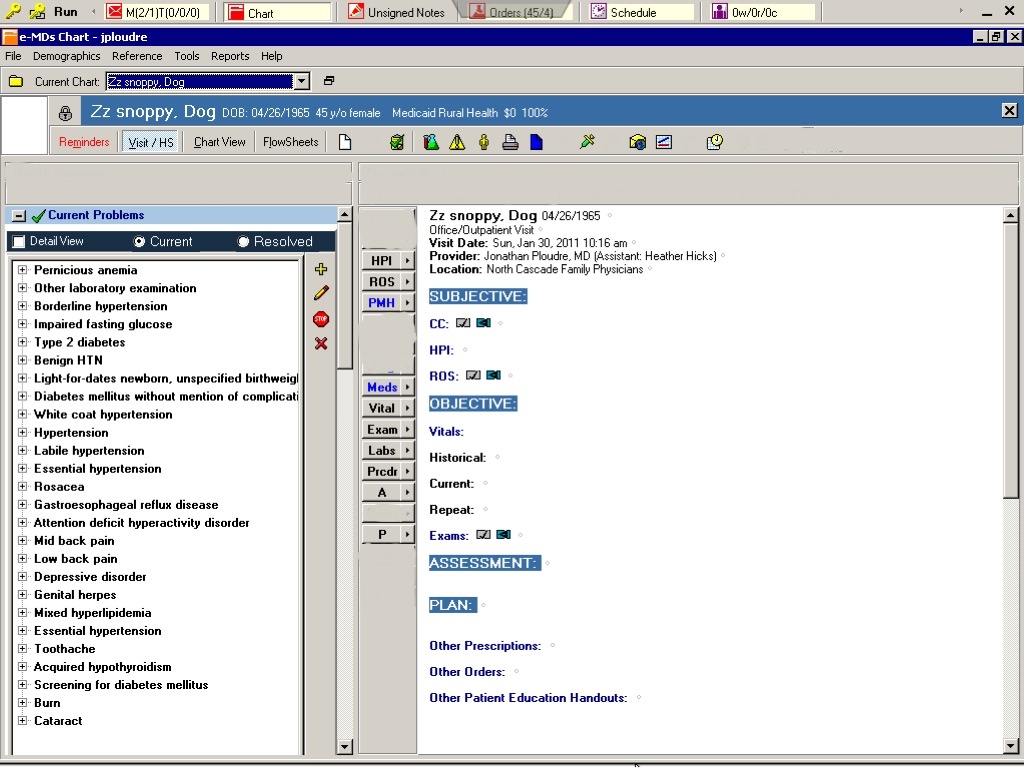 Run M(2/1)T(0/0/0) Chart Unsigned Notes Orders (45/4) Schedule 0w/0r/0c
e-MDs Chart - jploudre
File Demographics Reference Tools Reports Help
Current Chart: Zz snoppy, Dog
Zz snoppy, Dog DOB: 04/26/1965 45 y/o female Medicaid Rural Health $0 100%
Reminders Visit / HS Chart View FlowSheets
Current Problems
Detail View Current Resolved
Pernicious anemia
Other laboratory examination
Borderline hypertension
Impaired fasting glucose
Type 2 diabetes
Benign HTN
Light-for-dates newborn, unspecified birthweigl
Diabetes mellitus without mention of complicati
White coat hypertension
Hypertension
Labile hypertension
Essential hypertension
Rosacea
Gastroesophageal reflux disease
Attention deficit hyperactivity disorder
Mid back pain
Low back pain
Depressive disorder
Genital herpes
Mixed hyperlipidemia
Essential hypertension
Toothache
Acquired hypothyroidism
Screening for diabetes mellitus
Burn
Cataract
STOP
HPI
ROS
PMH
Meds
Vital
Exam
Labs
Prcdr
A
P
Zz snoppy, Dog 04/26/1965
Office/Outpatient Visit
Visit Date: Sun, Jan 30, 2011 10:16 am
Provider: Jonathan Ploudre, MD (Assistant: Heather Hicks)
Location: North Cascade Family Physicians
SUBJECTIVE:
CC:
HPI:
ROS:
OBJECTIVE:
Vitals:
Historical:
Current:
Repeat:
Exams:
ASSESSMENT:
PLAN:
Other Prescriptions:
Other Orders:
Other Patient Education Handouts: